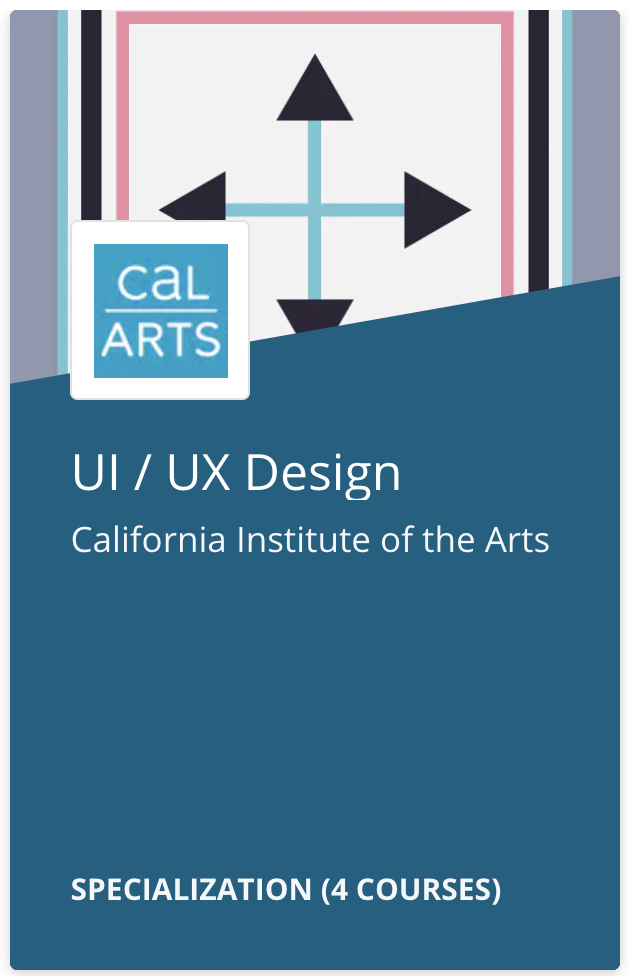 CaL
ARTS
UI / UX Design
California Institute of the Arts
SPECIALIZATION (4 COURSES)